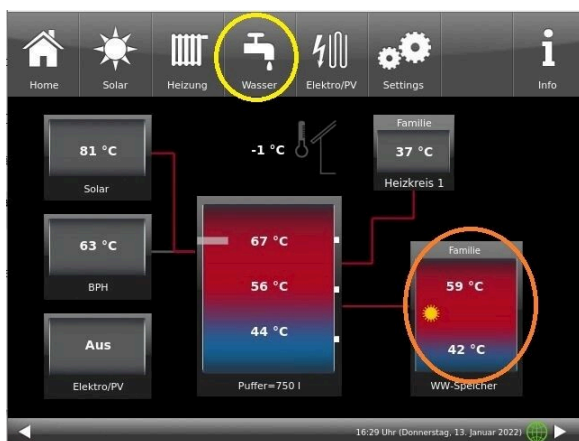 Home Solar Heizung Wasser Elektro/PV Settings Info
81 °C
Solar
-1 °C
Familie
37 °C
Heizkreis 1
63 °C
BPH
67 °C
56 °C
44 °C
Puffer=750 l
Familie
59 °C
42 °C
WW-Speicher
Aus
Elektro/PV
16:29 Uhr (Donnerstag, 13. Januar 2022)